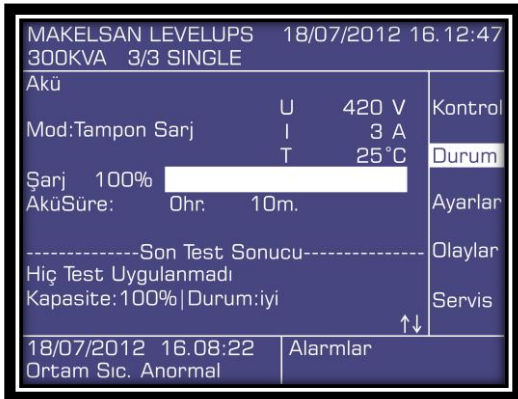 MAKELSAN LEVELUPS 18/07/2012 16.12:47
300KVA 3/3 SINGLE
Akü
U 420 V
Mod:Tampon Sarj I 3 A
T 25°C
Şarj 100%
AküSüre: 0hr. 10m.
--------------Son Test Sonucu---------------
Hiç Test Uygulanmadı
Kapasite:100%|Durum:iyi
↑↓
Kontrol
Durum
Ayarlar
Olaylar
Servis
18/07/2012 16.08:22
Ortam Sıc. Anormal
Alarmlar